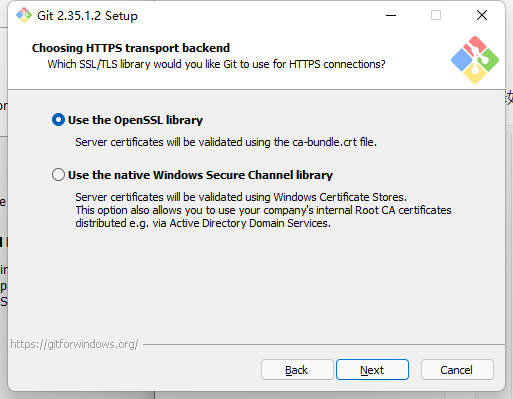 Git 2.35.1.2 Setup
Choosing HTTPS transport backend
Which SSL/TLS library would you like Git to use for HTTPS connections?
Use the OpenSSL library
Server certificates will be validated using the ca-bundle.crt file.
Use the native Windows Secure Channel library
Server certificates will be validated using Windows Certificate Stores.
This option also allows you to use your company's internal Root CA certificates
distributed e.g. via Active Directory Domain Services.
https://gitforwindows.org/
Back
Next
Cancel